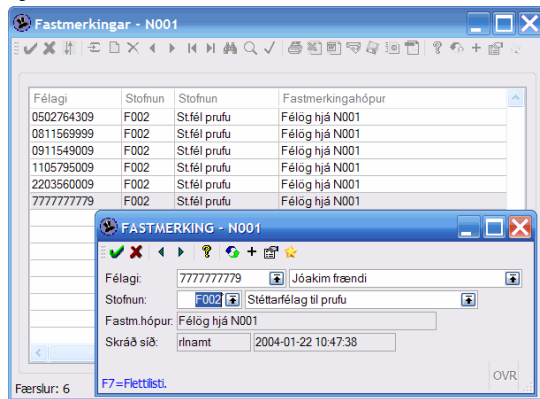 Fastmerkingar - N001
Félagi Stofnun Stofnun Fastmerkingahópur
0502764309 F002 St.fél prufu Félög hjá N001
0811569999 F002 St.fél prufu Félög hjá N001
0911549009 F002 St.fél prufu Félög hjá N001
1105795009 F002 St.fél prufu Félög hjá N001
2203560009 F002 St.fél prufu Félög hjá N001
7777777779 F002 St.fél prufu Félög hjá N001
FASTMERKING - N001
Félagi: 7777777779 Jóakim frændi
Stofnun: F002 Stéttarfélag til prufu
Fastm.hópur: Félög hjá N001
Skráð síð: rlnamt 2004-01-22 10:47:38
F7=Flettilisti.
OVR
Færslur: 6